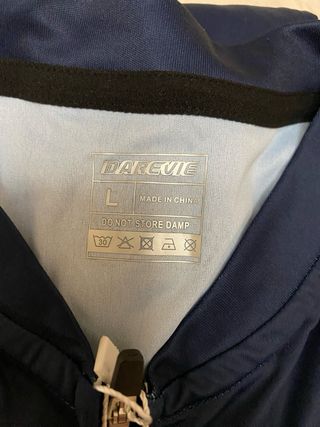 DAREVIE
L
MADE IN CHINA
DO NOT STORE DAMP
30